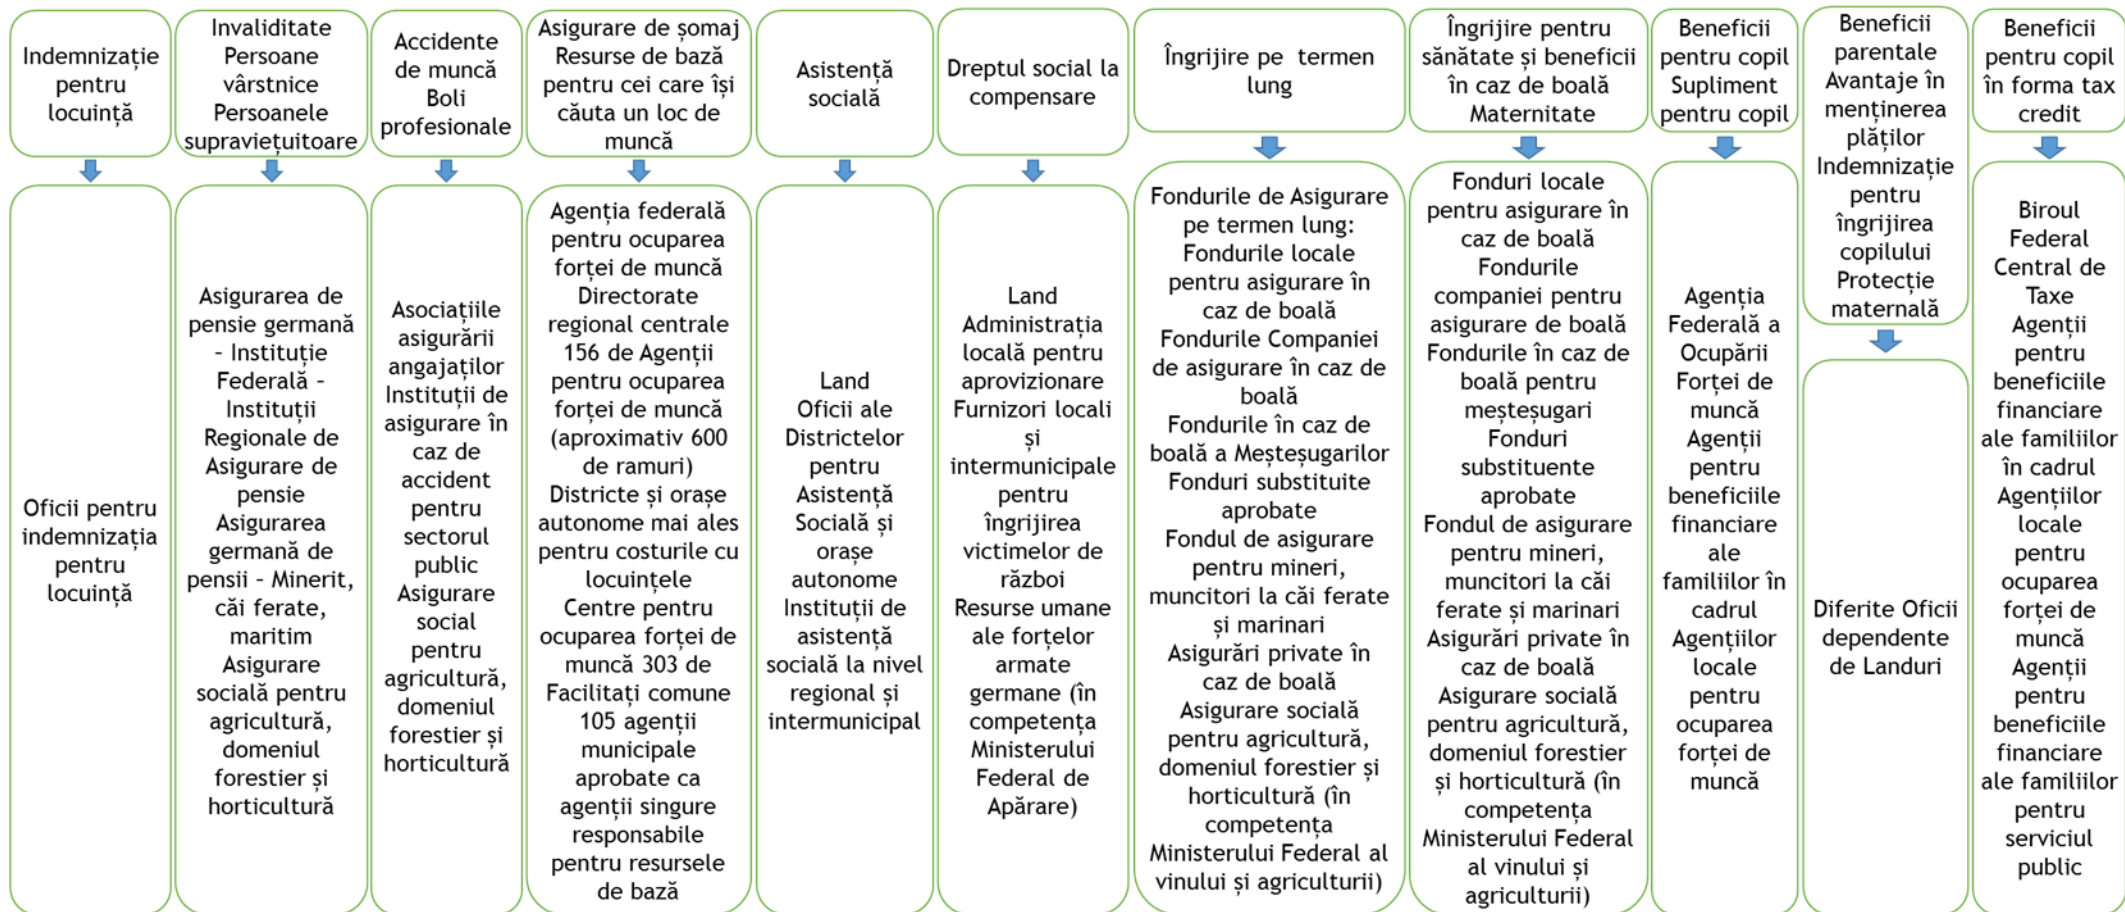 Indemnizație
pentru
locuință
Oficii pentru
indemnizația
pentru
locuință
Invaliditate
Persoane
vârstnice
Persoanele
supraviețuitoare
Asigurarea de
pensie germană
– Instituție
Federală –
Instituții
Regionale de
Asigurare de
pensie
Asigurarea
germană de
pensii – Minerit,
căi ferate,
maritim
Asigurare
socială pentru
agricultură,
domeniul
forestier și
horticultură
Accidente
de muncă
Boli
profesionale
Asociațiile
asigurării
angajaților
Instituții de
asigurare în
caz de
accident
pentru
sectorul
public
Asigurare
social
pentru
agricultură,
domeniul
forestier și
horticultură
Asigurare de șomaj
Resurse de bază
pentru cei care își
căuta un loc de
muncă
Agenția federală
pentru ocuparea
forței de muncă
Directorate
regional centrale
156 de Agenții
pentru ocuparea
forței de muncă
(aproximativ 600
de ramuri)
Districte și orașe
autonome mai ales
pentru costurile cu
locuințele
Centre pentru
ocuparea forței de
muncă 303 de
Facilitați comune
105 agenții
municipale
aprobate ca
agenții singure
responsabile
pentru resursele
de bază
Asistență
socială
Land
Oficii ale
Districtelor
pentru
Asistență
Socială și
orașe
autonome
Instituții de
asistență
socială la nivel
regional și
intermunicipal
Dreptul social la
compensare
Land
Administrația
locală pentru
aprovizionare
Furnizori locali
și
intermunicipale
pentru
îngrijirea
victimelor de
război
Resurse umane
ale forțelor
armate
germane (în
competența
Ministerului
Federal de
Apărare)
Îngrijire pe termen
lung
Fondurile de Asigurare
pe termen lung:
Fondurile locale
pentru asigurare în
caz de boală
Fondurile Companiei
de asigurare în caz de
boală
Fondurile în caz de
boală a Meșteșugarilor
Fonduri substituite
aprobate
Fondul de asigurare
pentru mineri,
muncitori la căi ferate
și marinari
Asigurări private în
caz de boală
Asigurare socială
pentru agricultură,
domeniul forestier și
horticultură (în
competența
Ministerului Federal al
vinului și agriculturii)
Îngrijire pentru
sănătate și beneficii
în caz de boală
Maternitate
Fonduri locale
pentru asigurare în
caz de boală
Fondurile
companiei pentru
asigurare de boală
Fondurile în caz de
boală pentru
meșteșugari
Fonduri
substituente
aprobate
Fondul de asigurare
pentru mineri,
muncitori la căi
ferate și marinari
Asigurări private în
caz de boală
Asigurare socială
pentru agricultură,
domeniul forestier
și horticultură (în
competența
Ministerului Federal
al vinului și
agriculturii)
Beneficii
pentru copil
Supliment
pentru copil
Agenția
Federală a
Ocupării
Forței de
muncă
Agenții
pentru
beneficiile
financiare
ale
familiilor în
cadrul
Agențiilor
locale
pentru
ocuparea
forței de
muncă
Beneficii
parentale
Avantaje în
menținerea
plăților
Indemnizație
pentru
îngrijirea
copilului
Protecție
maternală
Diferite Oficii
dependente
de Landuri
Beneficii
pentru copil
în forma tax
credit
Biroul
Federal
Central de
Taxe
Agenții
pentru
beneficiile
financiare
ale familiilor
în cadrul
Agențiilor
locale
pentru
ocuparea
forței de
muncă
Agenții
pentru
beneficiile
financiare
ale familiilor
pentru
serviciul
public